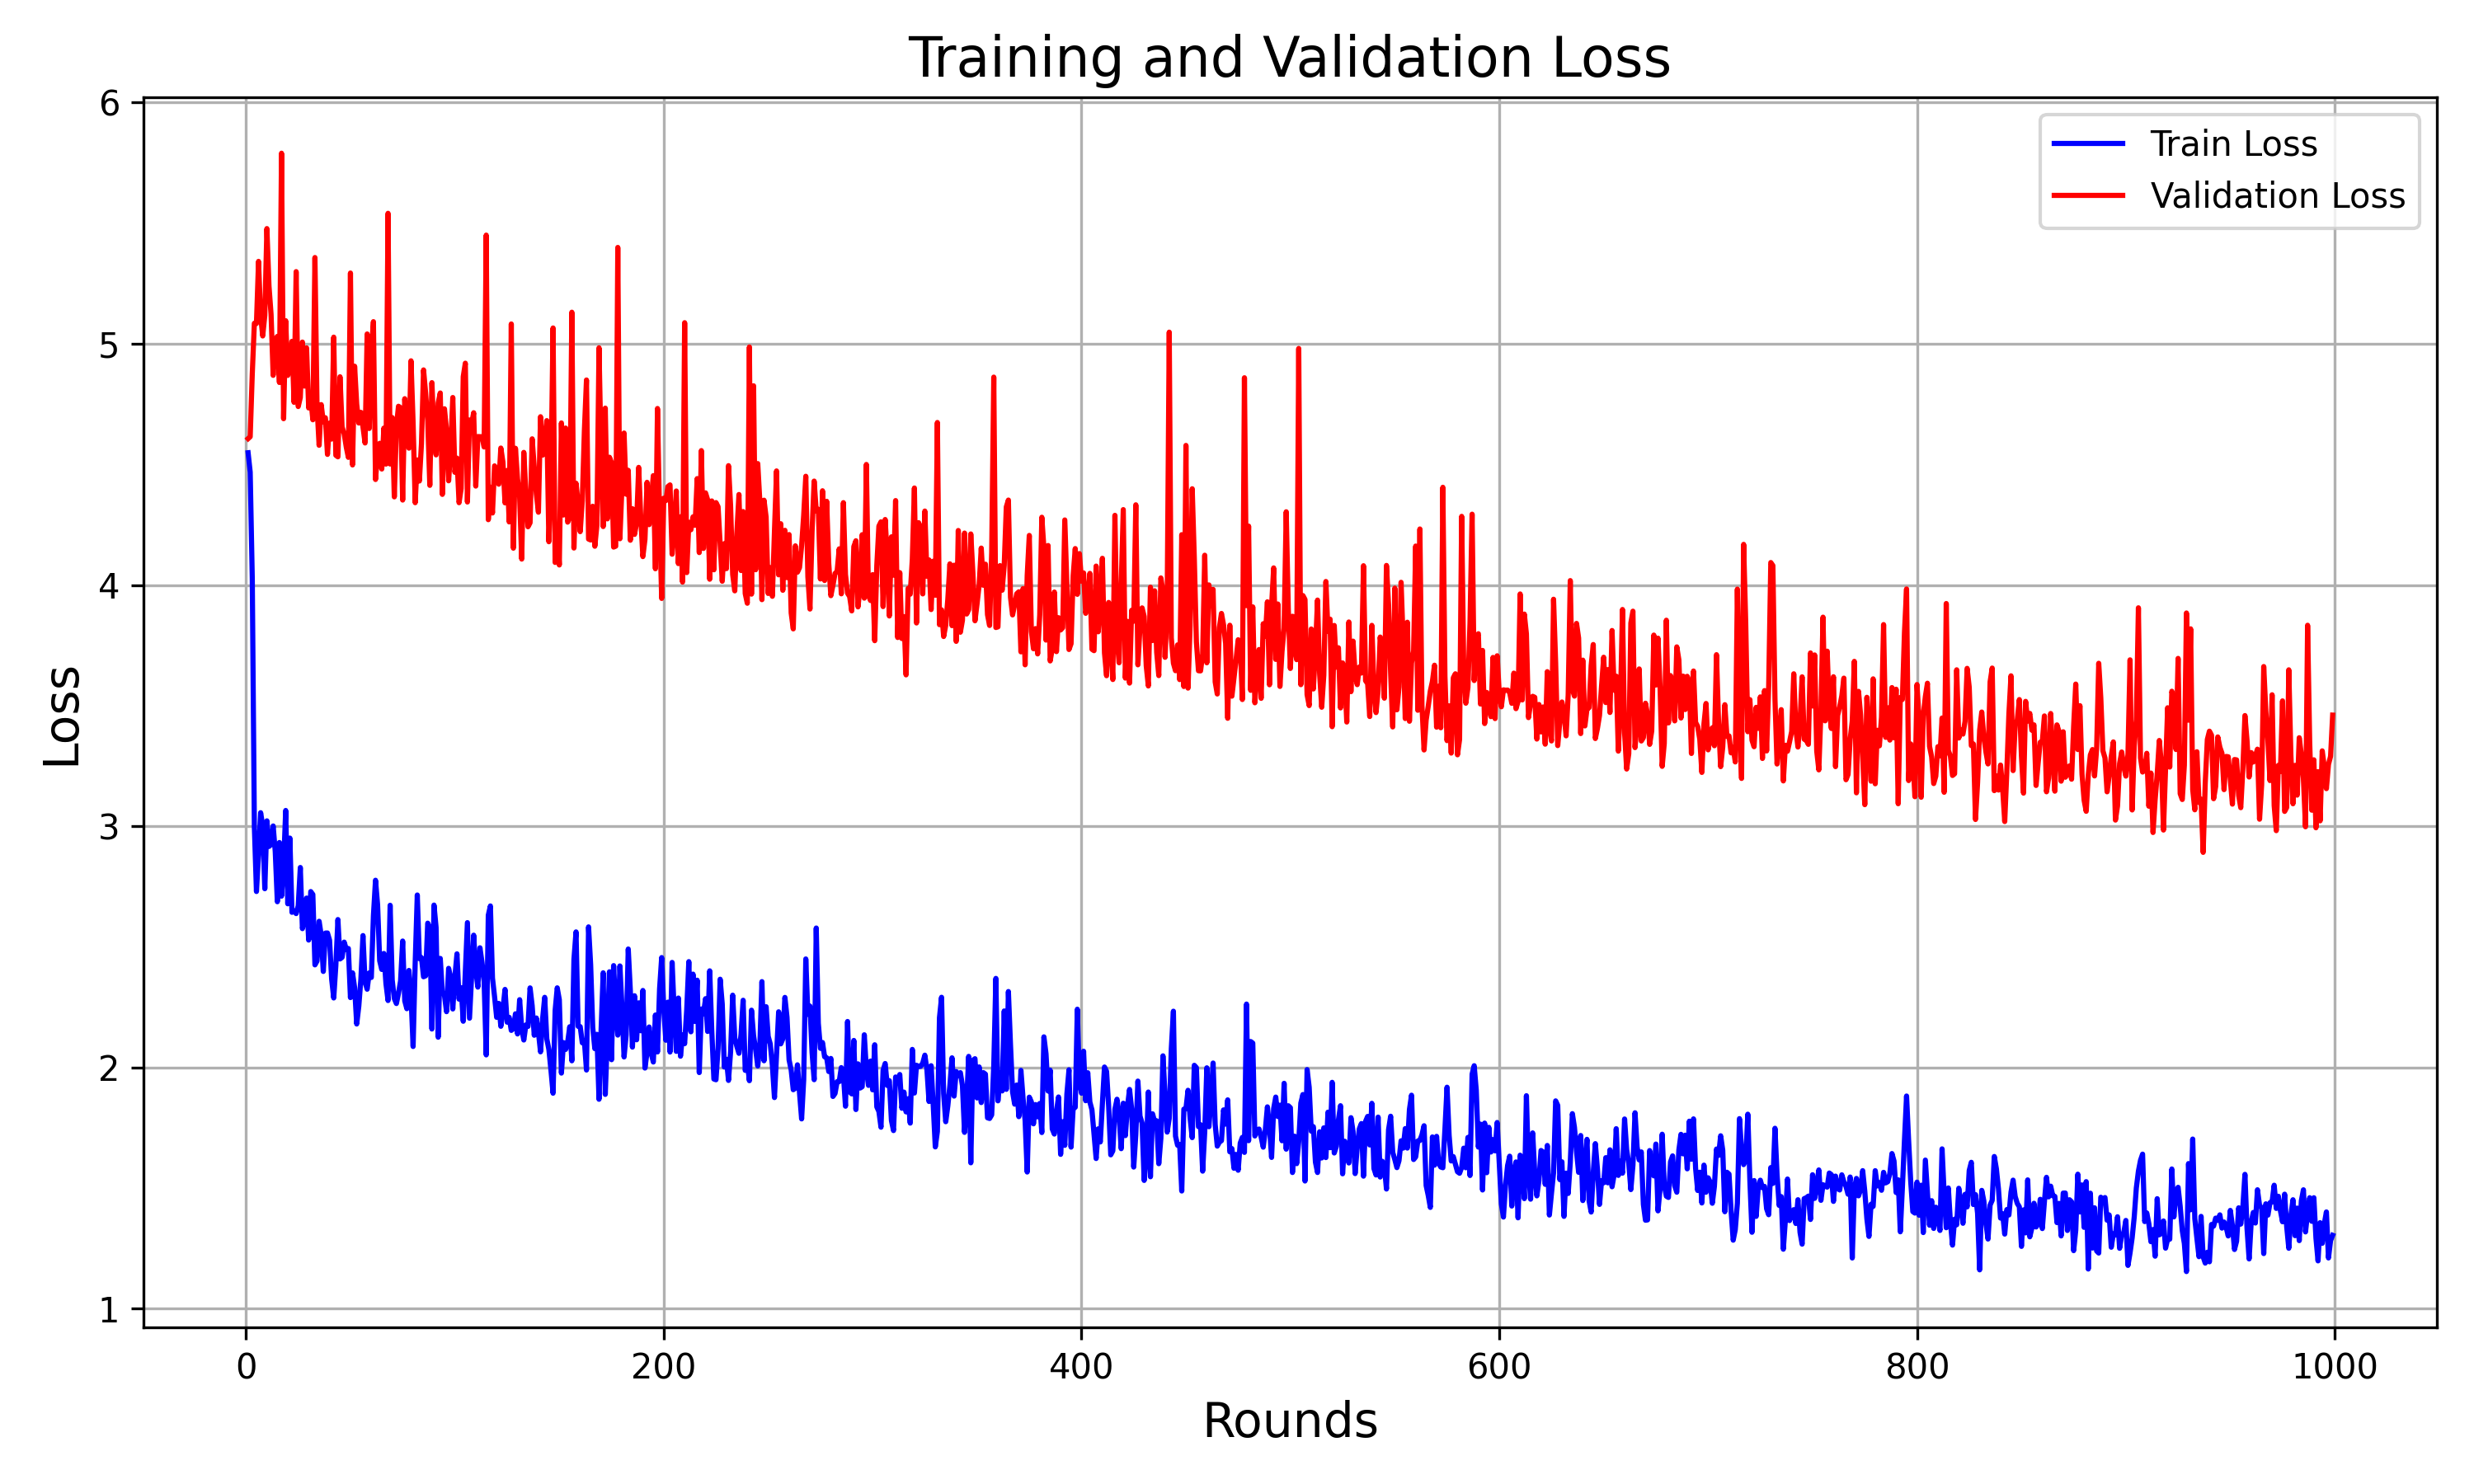 Training and Validation Loss
Train Loss
Validation Loss
Loss
6
5
4
3
2
1
0 200 400 600 800 1000
Rounds